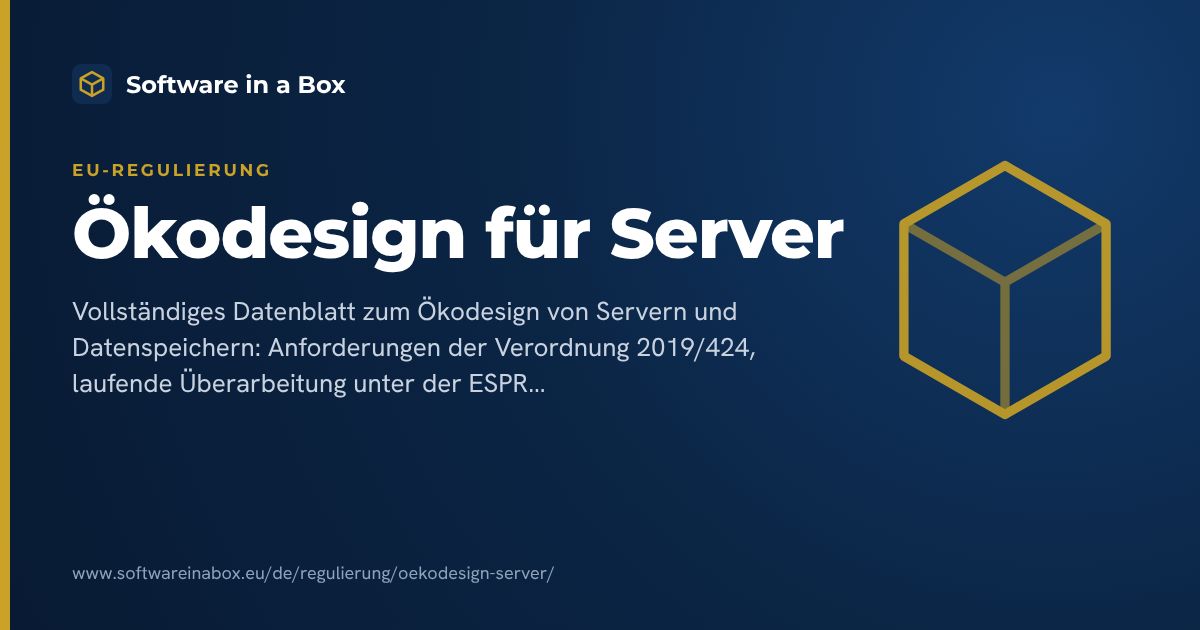 Software in a Box
EU-REGULIERUNG
Ökodesign für Server
Vollständiges Datenblatt zum Ökodesign von Servern und
Datenspeichern: Anforderungen der Verordnung 2019/424,
laufende Überarbeitung unter der ESPR…
www.softwareinabox.eu/de/regulierung/oekodesign-server/